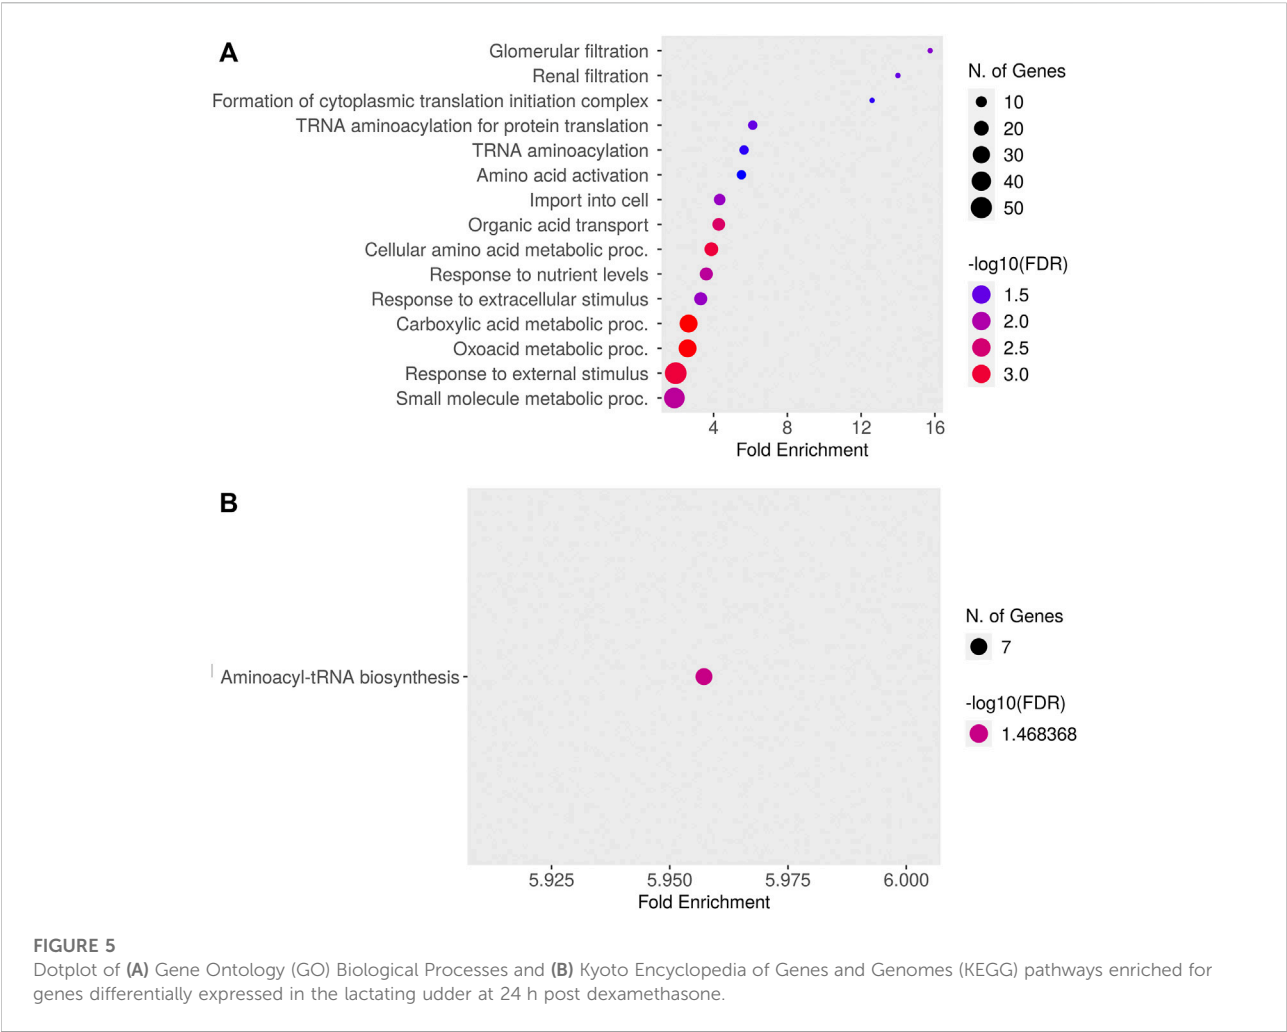 A
Glomerular filtration
Renal filtration
Formation of cytoplasmic translation initiation complex
TRNA aminoacylation for protein translation
TRNA aminoacylation
Amino acid activation
Import into cell
Organic acid transport
Cellular amino acid metabolic proc.
Response to nutrient levels
Response to extracellular stimulus
Carboxylic acid metabolic proc.
Oxoacid metabolic proc.
Response to external stimulus
Small molecule metabolic proc.
4 8 12 16
Fold Enrichment
N. of Genes
10
20
30
40
50
-log10(FDR)
1.5
2.0
2.5
3.0
B
Aminoacyl-tRNA biosynthesis
5.925 5.950 5.975 6.000
Fold Enrichment
N. of Genes
7
-log10(FDR)
1.468368
FIGURE 5
Dotplot of (A) Gene Ontology (GO) Biological Processes and (B) Kyoto Encyclopedia of Genes and Genomes (KEGG) pathways enriched for
genes differentially expressed in the lactating udder at 24 h post dexamethasone.